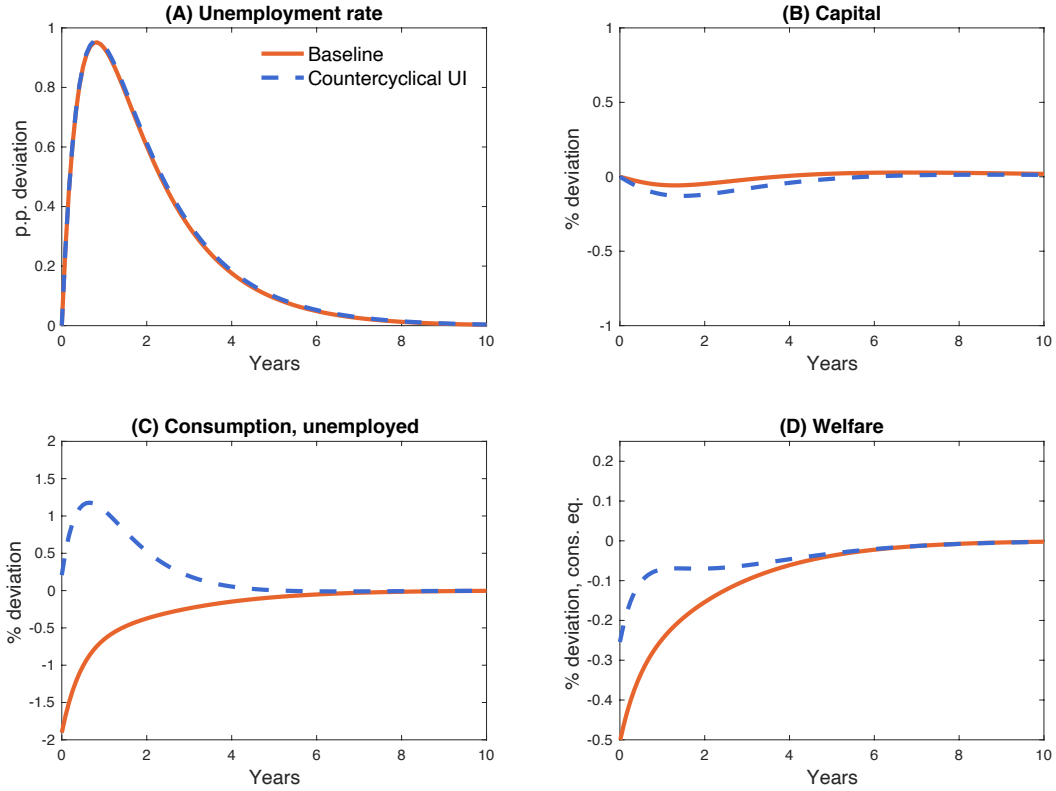 (A) Unemployment rate
p.p. deviation
1
0.8
0.6
0.4
0.2
0
Baseline
Countercyclical UI
0 2 4 6 8 10
Years
(B) Capital
% deviation
1
0.5
0
-0.5
-1
0 2 4 6 8 10
Years
(C) Consumption, unemployed
% deviation
2
1.5
1
0.5
0
-0.5
-1
-1.5
-2
0 2 4 6 8 10
Years
(D) Welfare
% deviation, cons. eq.
0.2
0.1
0
-0.1
-0.2
-0.3
-0.4
-0.5
0 2 4 6 8 10
Years